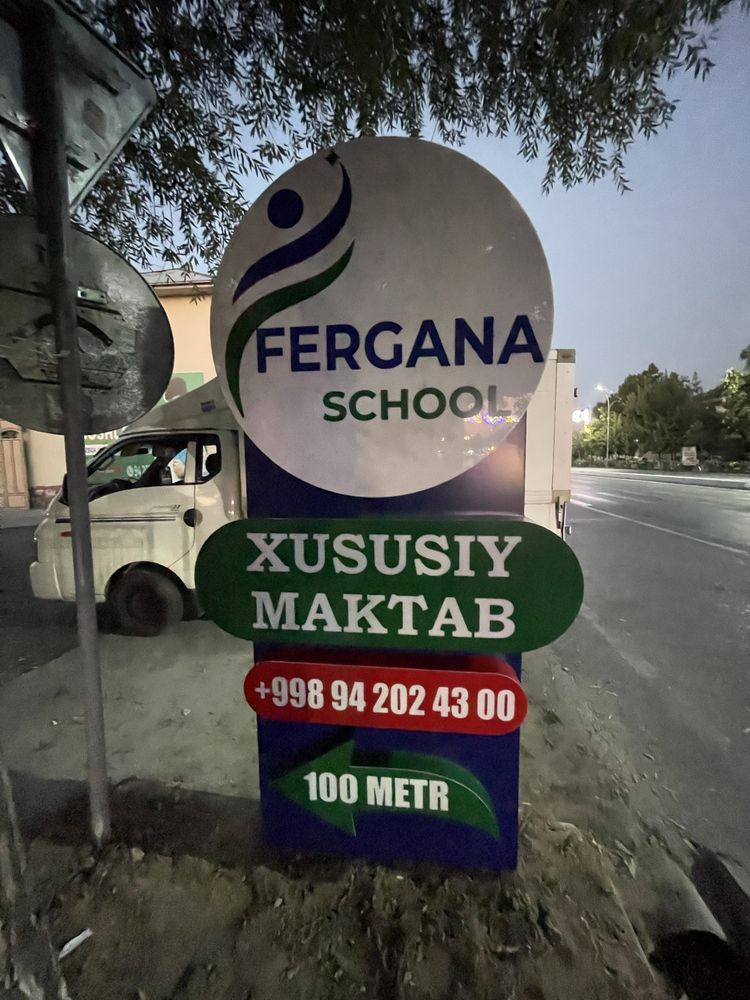 FERGANA
SCHOOL
XUSUSIY
MAKTAB
+998 94 202 43 00
100 METR